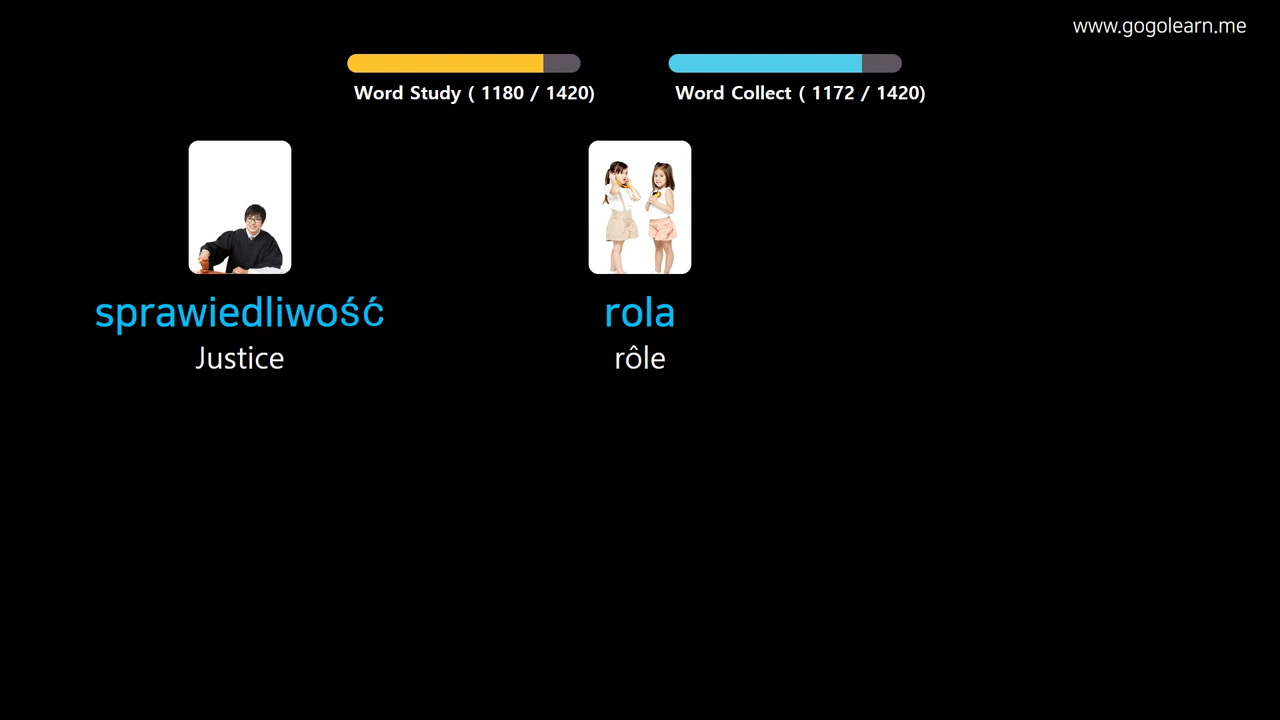 www.gogolearn.me
Word Study ( 1180 / 1420)
Word Collect ( 1172 / 1420)
sprawiedliwość
Justice
rola
rôle